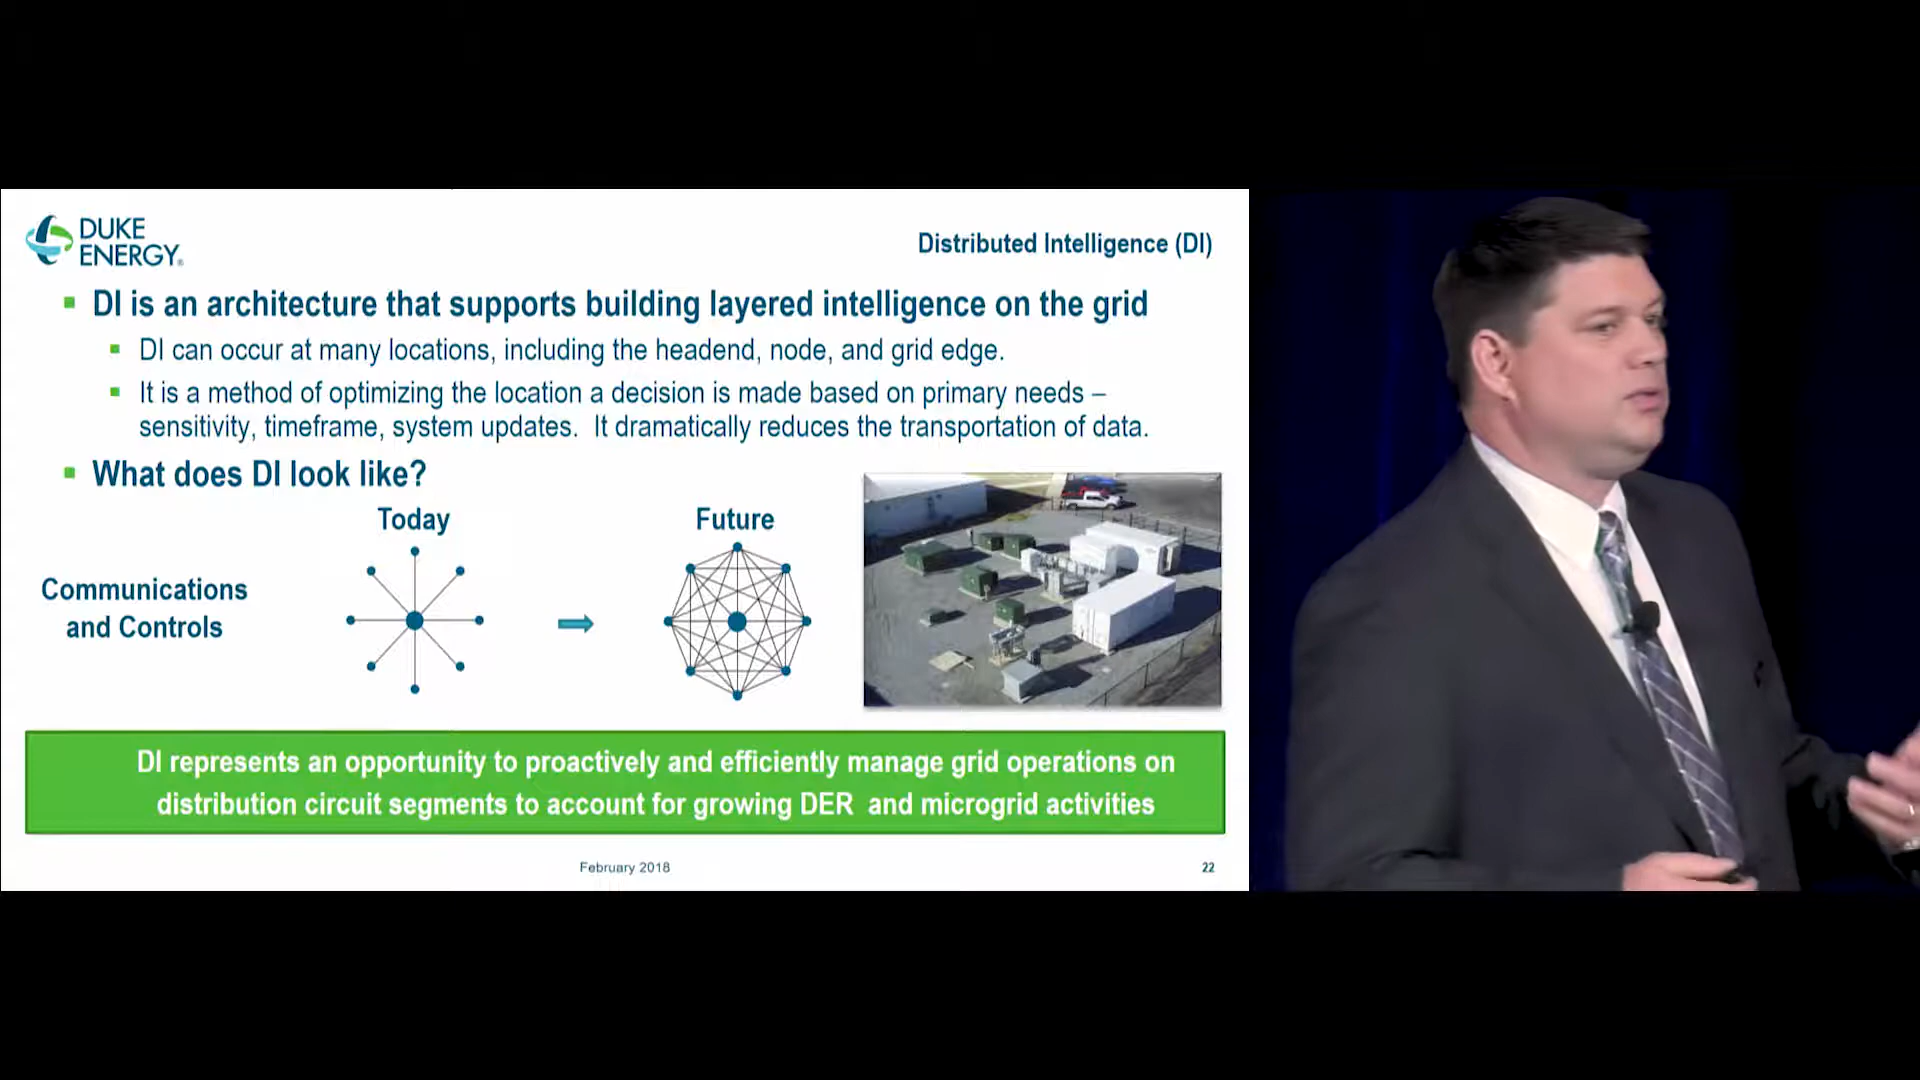 DUKE
ENERGY®
Distributed Intelligence (DI)
▪ DI is an architecture that supports building layered intelligence on the grid
▪ DI can occur at many locations, including the headend, node, and grid edge.
▪ It is a method of optimizing the location a decision is made based on primary needs –
sensitivity, timeframe, system updates.  It dramatically reduces the transportation of data.
▪ What does DI look like?
Today
Future
Communications
and Controls
DI represents an opportunity to proactively and efficiently manage grid operations on
distribution circuit segments to account for growing DER  and microgrid activities
February 2018
22